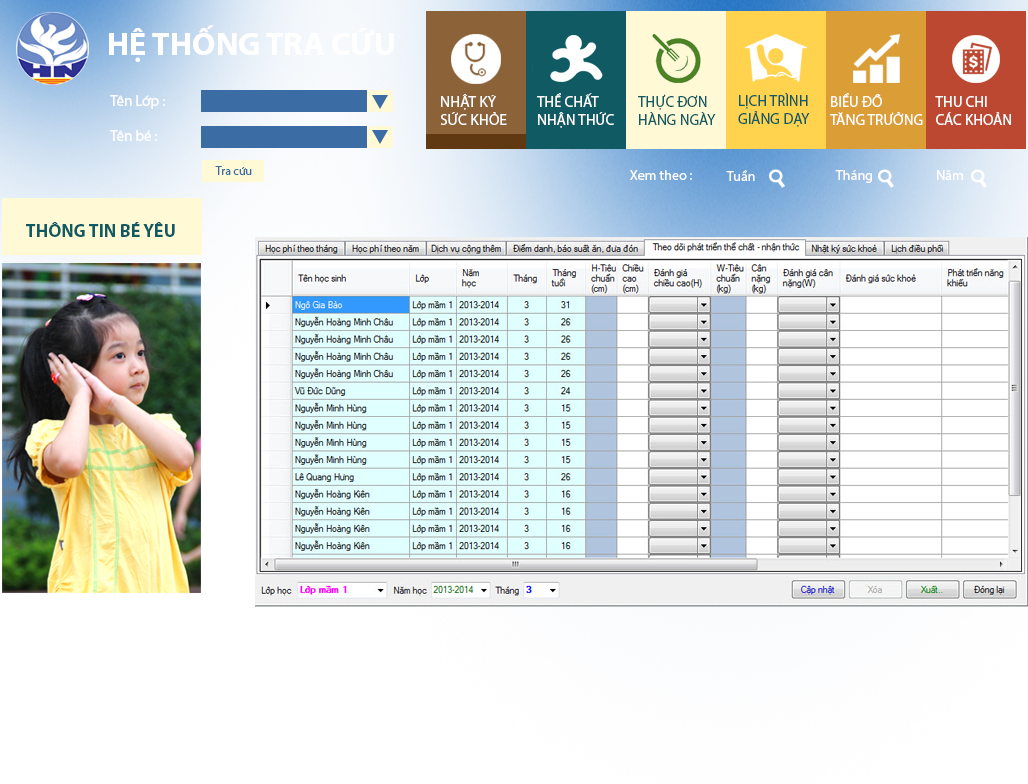 HN
HỆ THỐNG TRA CỨU
Tên Lớp :
Tên bé :
Tra cứu
NHẬT KÝ
SỨC KHỎE
THỂ CHẤT
NHẬN THỨC
THỰC ĐƠN
HÀNG NGÀY
LỊCH TRÌNH
GIẢNG DẠY
BIỂU ĐỒ
TĂNG TRƯỞNG
THU CHI
CÁC KHOẢN
Xem theo : Tuần Tháng Năm
THÔNG TIN BÉ YÊU
Học phí theo tháng Học phí theo năm Dịch vụ cộng thêm Điểm danh, báo suất ăn, đưa đón Theo dõi phát triển thể chất - nhận thức Nhật ký sức khoẻ Lịch điều phối
Tên học sinh Lớp Năm học Tháng Tháng tuổi H-Tiêu chuẩn (cm) Chiều cao (cm) Đánh giá chiều cao(H) W-Tiêu chuẩn (kg) Cân nặng (kg) Đánh giá cân nặng(W) Đánh giá sức khoẻ Phát triển năng khiếu
Ngô Gia Bảo Lớp mầm 1 2013-2014 3 31
Nguyễn Hoàng Minh Châu Lớp mầm 1 2013-2014 3 26
Nguyễn Hoàng Minh Châu Lớp mầm 1 2013-2014 3 26
Nguyễn Hoàng Minh Châu Lớp mầm 1 2013-2014 3 26
Nguyễn Hoàng Minh Châu Lớp mầm 1 2013-2014 3 26
Vũ Đức Dũng Lớp mầm 1 2013-2014 3 24
Nguyễn Minh Hùng Lớp mầm 1 2013-2014 3 15
Nguyễn Minh Hùng Lớp mầm 1 2013-2014 3 15
Nguyễn Minh Hùng Lớp mầm 1 2013-2014 3 15
Nguyễn Minh Hùng Lớp mầm 1 2013-2014 3 15
Lê Quang Hưng Lớp mầm 1 2013-2014 3 26
Nguyễn Hoàng Kiên Lớp mầm 1 2013-2014 3 16
Nguyễn Hoàng Kiên Lớp mầm 1 2013-2014 3 16
Nguyễn Hoàng Kiên Lớp mầm 1 2013-2014 3 16
Nguyễn Hoàng Kiên Lớp mầm 1 2013-2014 3 16
Lớp học Lớp mầm 1 Năm học 2013-2014 Tháng 3 Cập nhật Xóa Xuất.. Đóng lại